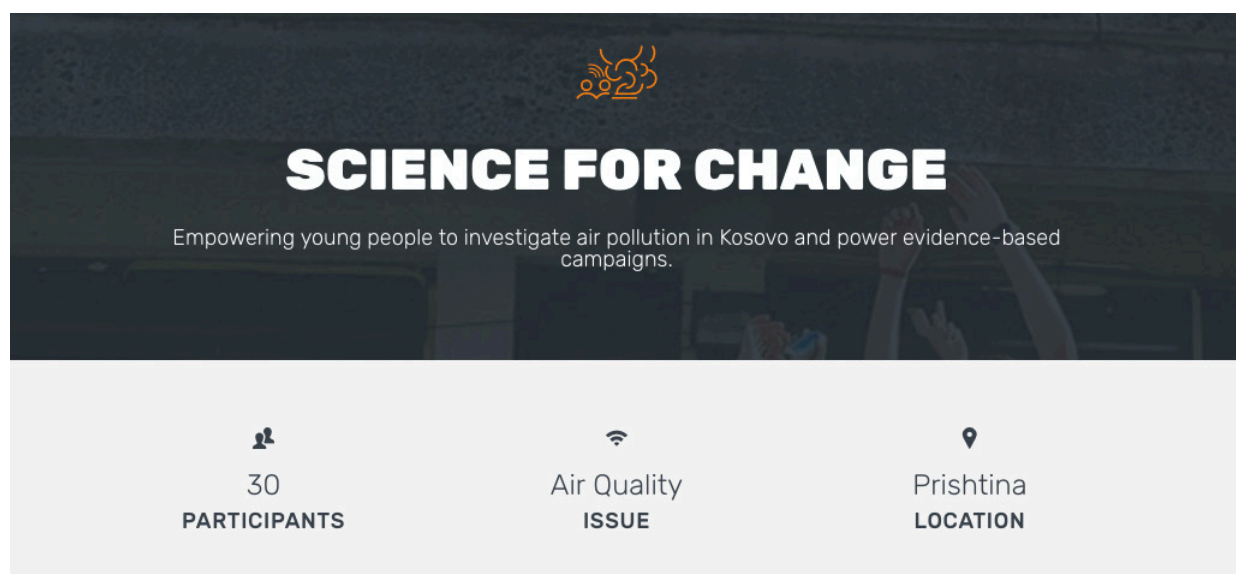 SCIENCE FOR CHANGE
Empowering young people to investigate air pollution in Kosovo and power evidence-based
campaigns.
30
PARTICIPANTS
Air Quality
ISSUE
Prishtina
LOCATION